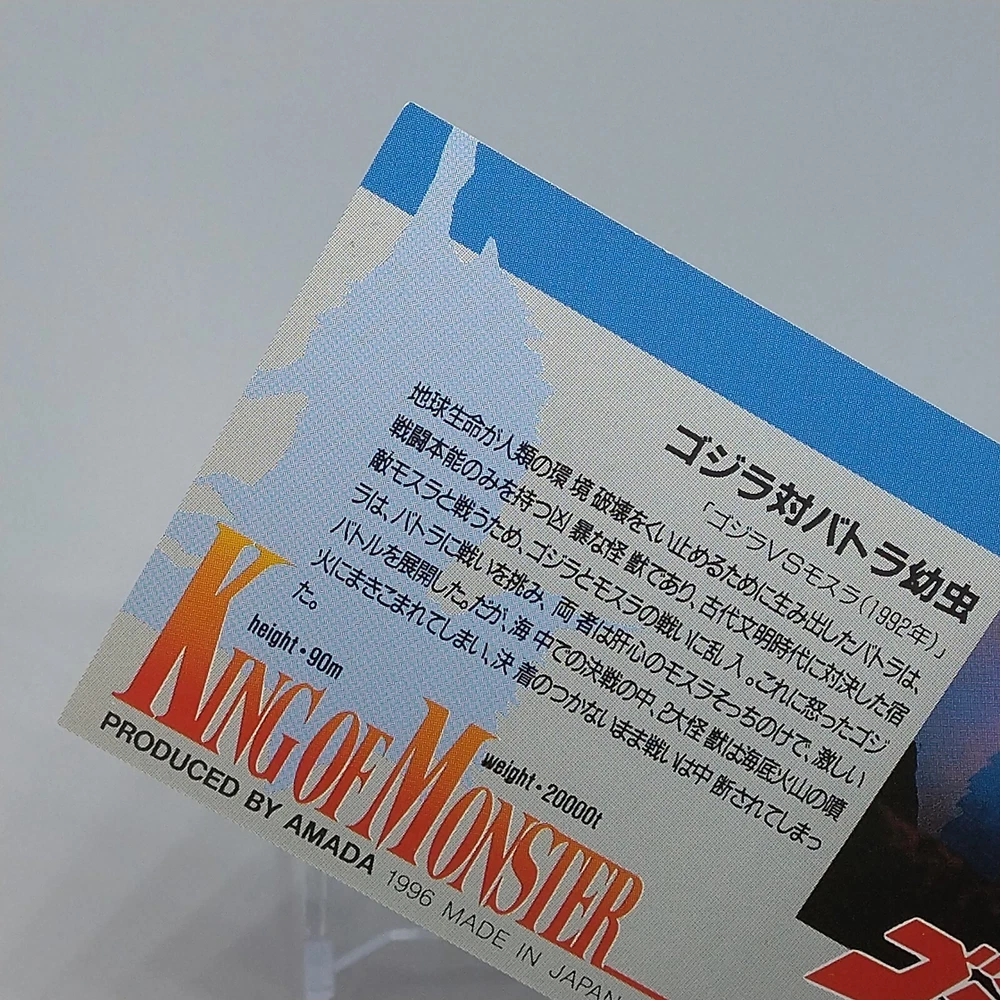 ゴジラ対バトラ幼虫
「ゴジラVSモスラ(1992年)」
地球生命が人類の環境破壊をくい止めるために生み出したバトラは、
戦闘本能のみを持つ凶暴な怪獣であり、古代文明時代に対決した宿
敵モスラと戦うため、ゴジラとモスラの戦いに乱入。これに怒ったゴジ
ラは、バトラに戦いを挑み、両者は肝心のモスラそっちのけで、激しい
バトルを展開した。だが、海中での決戦の中、2大怪獣は海底火山の噴
火にまきこまれてしまい、決着のつかないまま戦いは中断されてしまっ
た。
height・90m
weight・20000t
KING OF MONSTER
PRODUCED BY AMADA 1996 MADE IN JAPAN